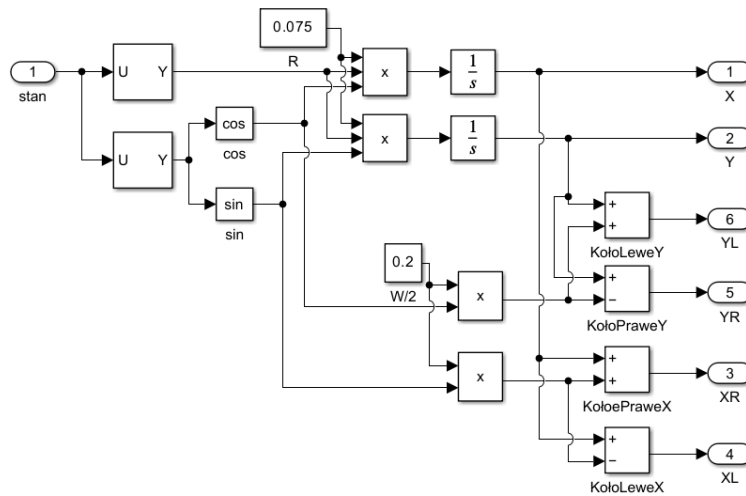 0.075
R
1
stan
U Y
x
1
s
1
X
U Y
cos
cos
x
1
s
2
Y
sin
sin
+
+
KołoLeweY
6
YL
0.2
W/2
x
+
−
KołoPraweY
5
YR
x
+
+
KołoePraweX
3
XR
+
−
KołoLeweX
4
XL